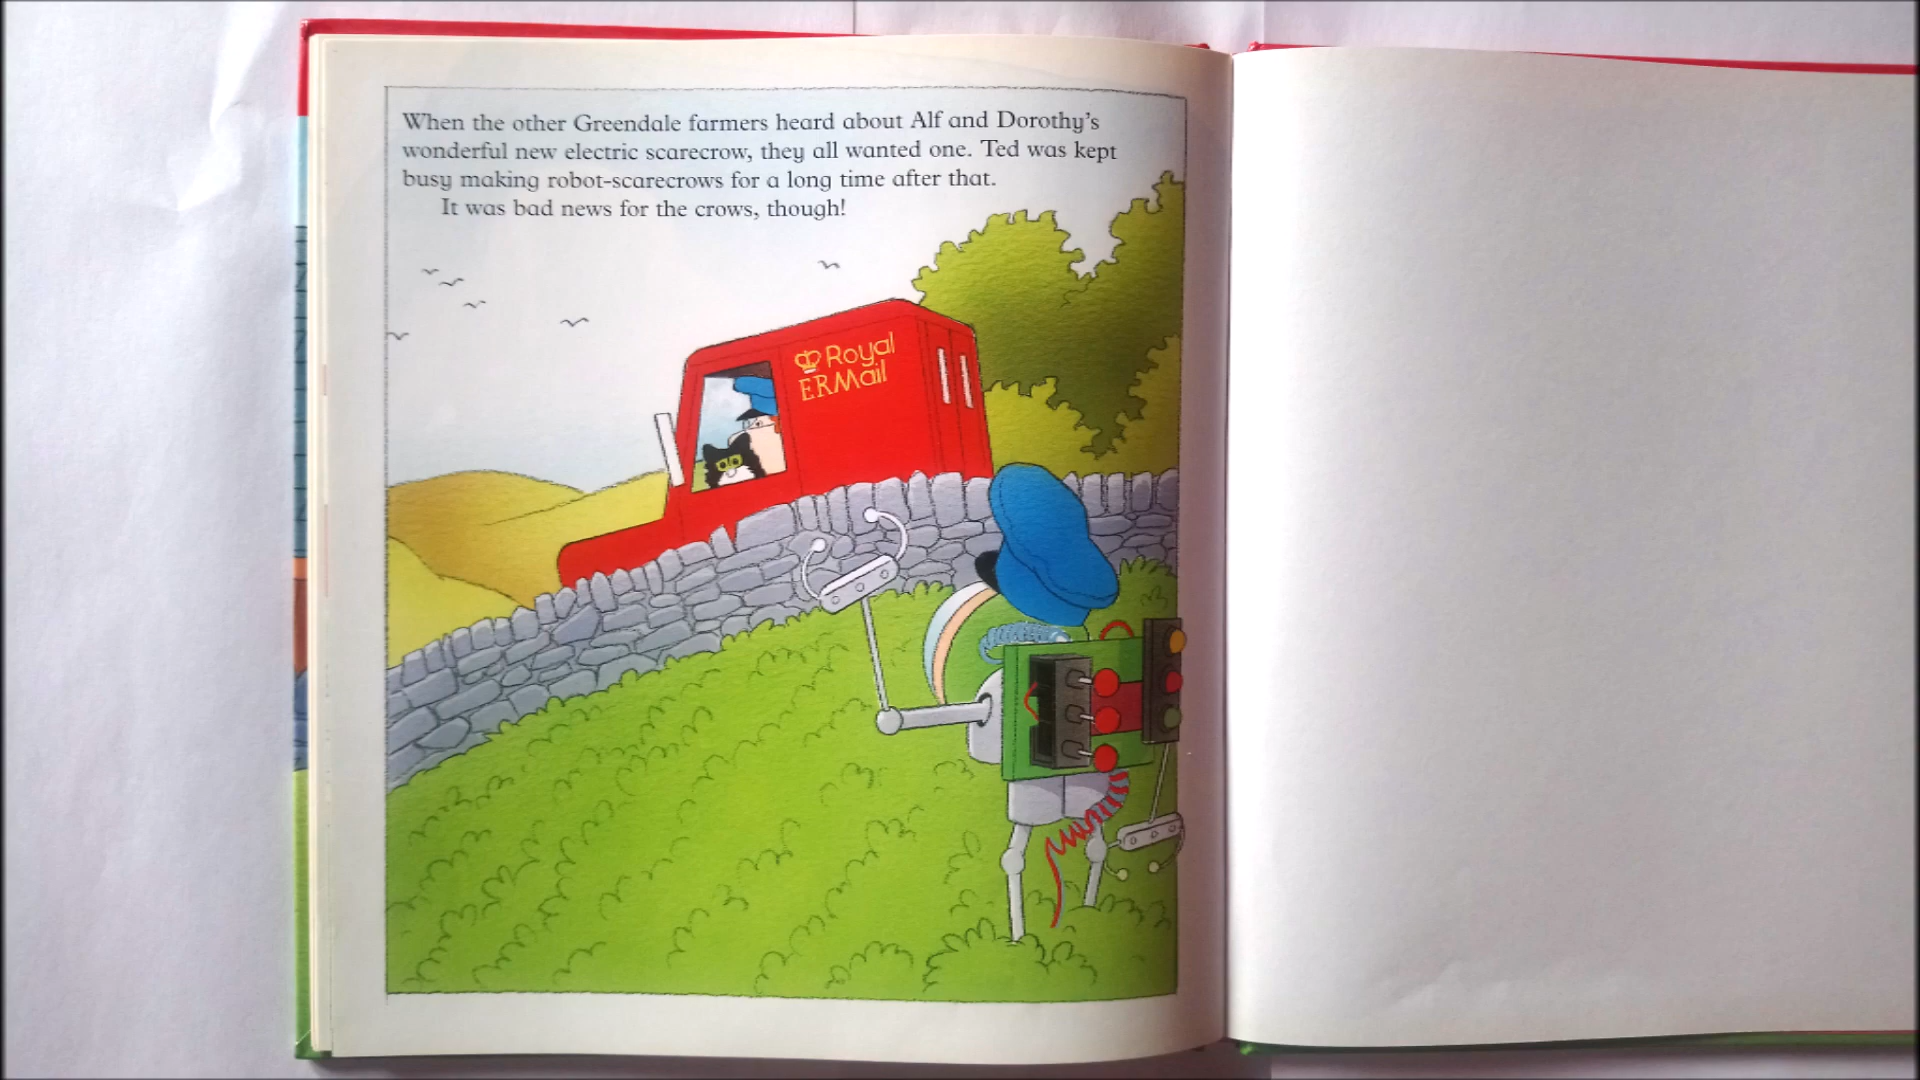 When the other Greendale farmers heard about Alf and Dorothy's
wonderful new electric scarecrow, they all wanted one. Ted was kept
busy making robot-scarecrows for a long time after that.
It was bad news for the crows, though!
Royal
ERMail